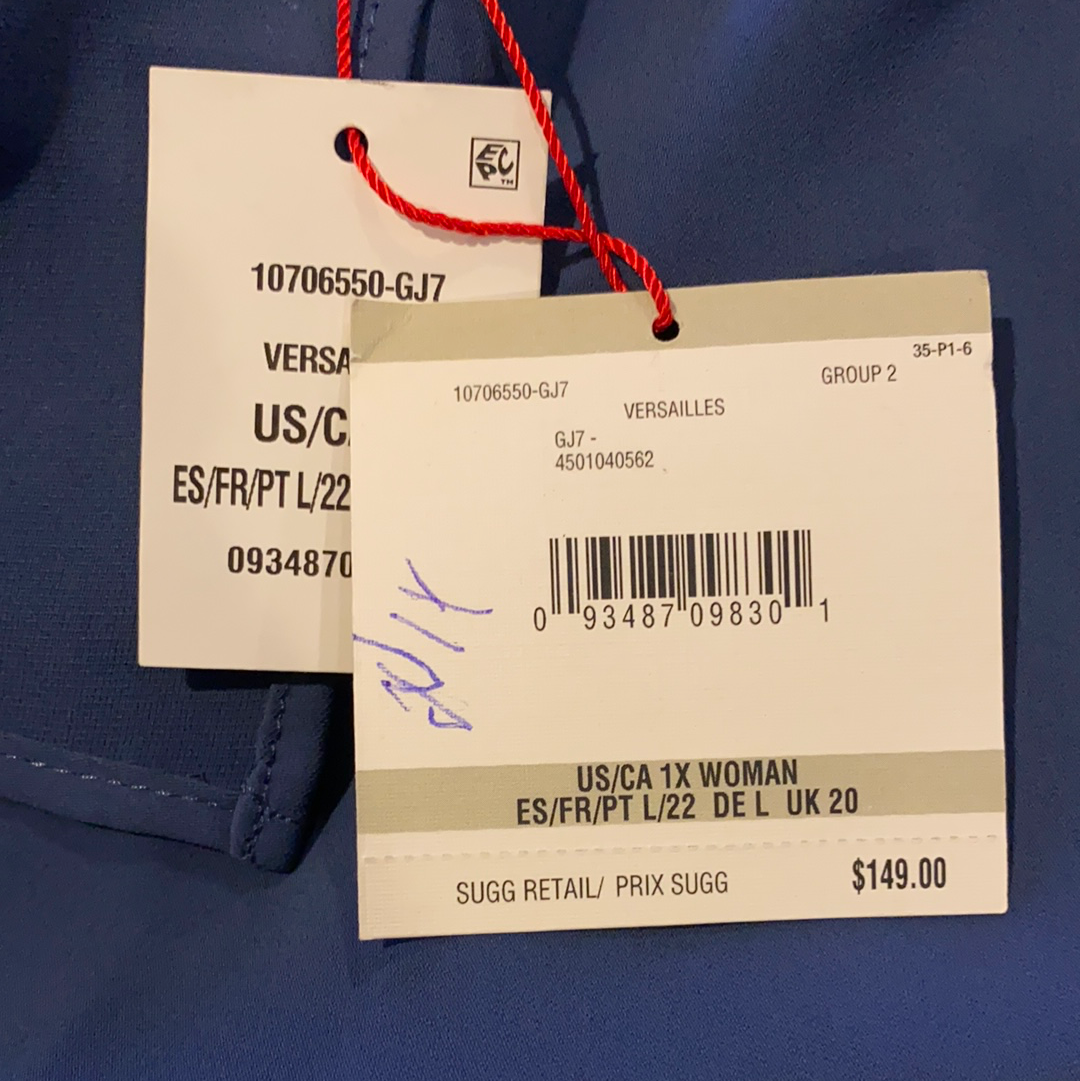 EPC™
10706550-GJ7
VERSA
US/C
ES/FR/PT L/22
0934870
35-P1-6
10706550-GJ7
GROUP 2
VERSAILLES
GJ7 -
4501040562
0 93487 09830 1
US/CA 1X WOMAN
ES/FR/PT L/22 DE L UK 20
SUGG RETAIL/ PRIX SUGG $149.00